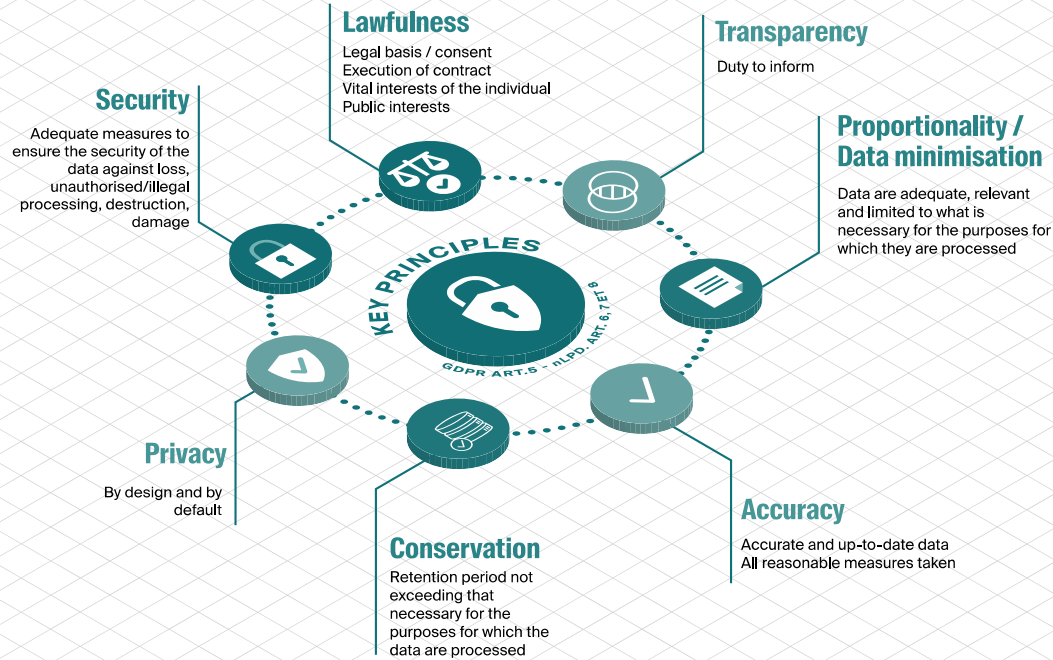 Lawfulness
Legal basis / consent
Execution of contract
Vital interests of the individual
Public interests
Transparency
Duty to inform
Security
Adequate measures to
ensure the security of the
data against loss,
unauthorised/illegal
processing, destruction,
damage
Proportionality /
Data minimisation
Data are adequate, relevant
and limited to what is
necessary for the purposes for
which they are processed
KEY PRINCIPLES
GDPR ART.5 - nLPD. ART. 6,7 ET 8
Privacy
By design and by
default
Conservation
Retention period not
exceeding that
necessary for the
purposes for which the
data are processed
Accuracy
Accurate and up-to-date data
All reasonable measures taken